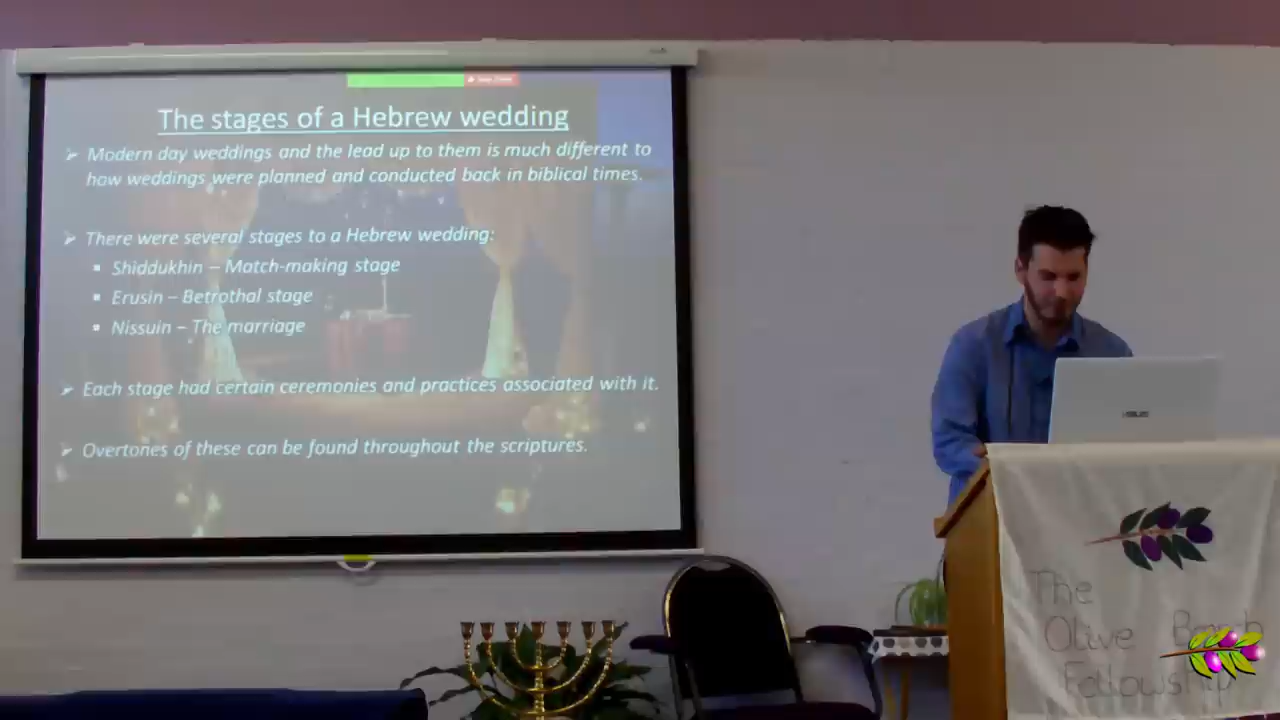 The stages of a Hebrew wedding
➢ Modern day weddings and the lead up to them is much different to
how weddings were planned and conducted back in biblical times.
➢ There were several stages to a Hebrew wedding:
▪ Shiddukhin – Match-making stage
▪ Erusin – Betrothal stage
▪ Nissuin – The marriage
➢ Each stage had certain ceremonies and practices associated with it.
➢ Overtones of these can be found throughout the scriptures.
ASUS
The
Olive Branch
Fellowship